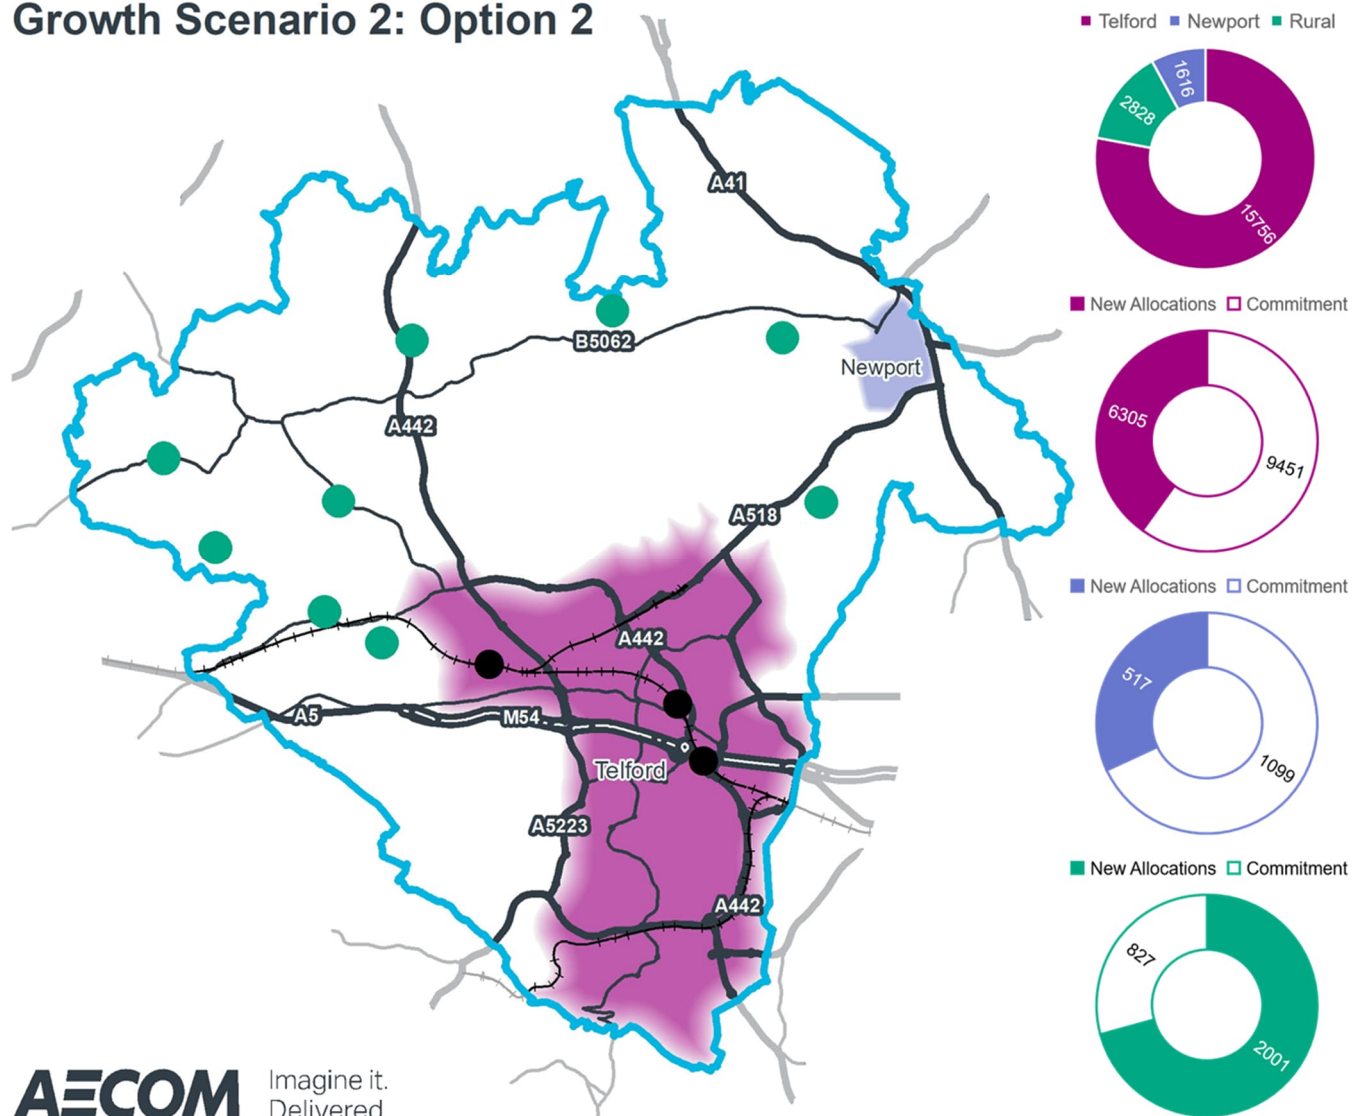 Growth Scenario 2: Option 2
Telford Newport Rural
1616
2828
15756
New Allocations Commitment
6305
9451
New Allocations Commitment
517
1099
New Allocations Commitment
827
2001
A41
B5062
Newport
A442
A518
A442
A5
M54
Telford
A5223
A442
AECOM
Imagine it.
Delivered